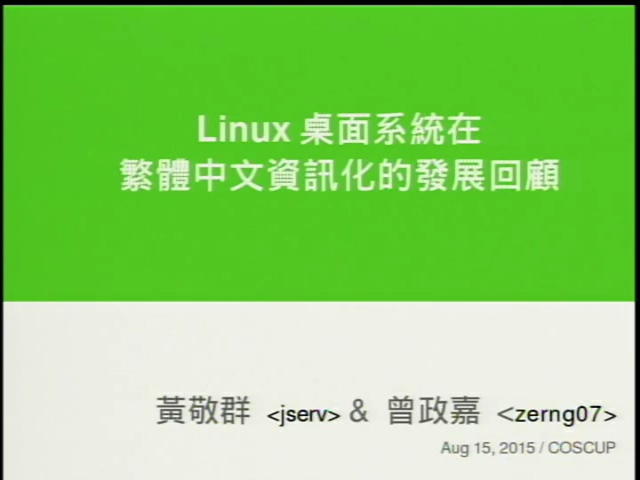 Linux 桌面系統在
繁體中文資訊化的發展回顧
黃敬群 <jserv> & 曾政嘉 <zerng07>
Aug 15, 2015 / COSCUP